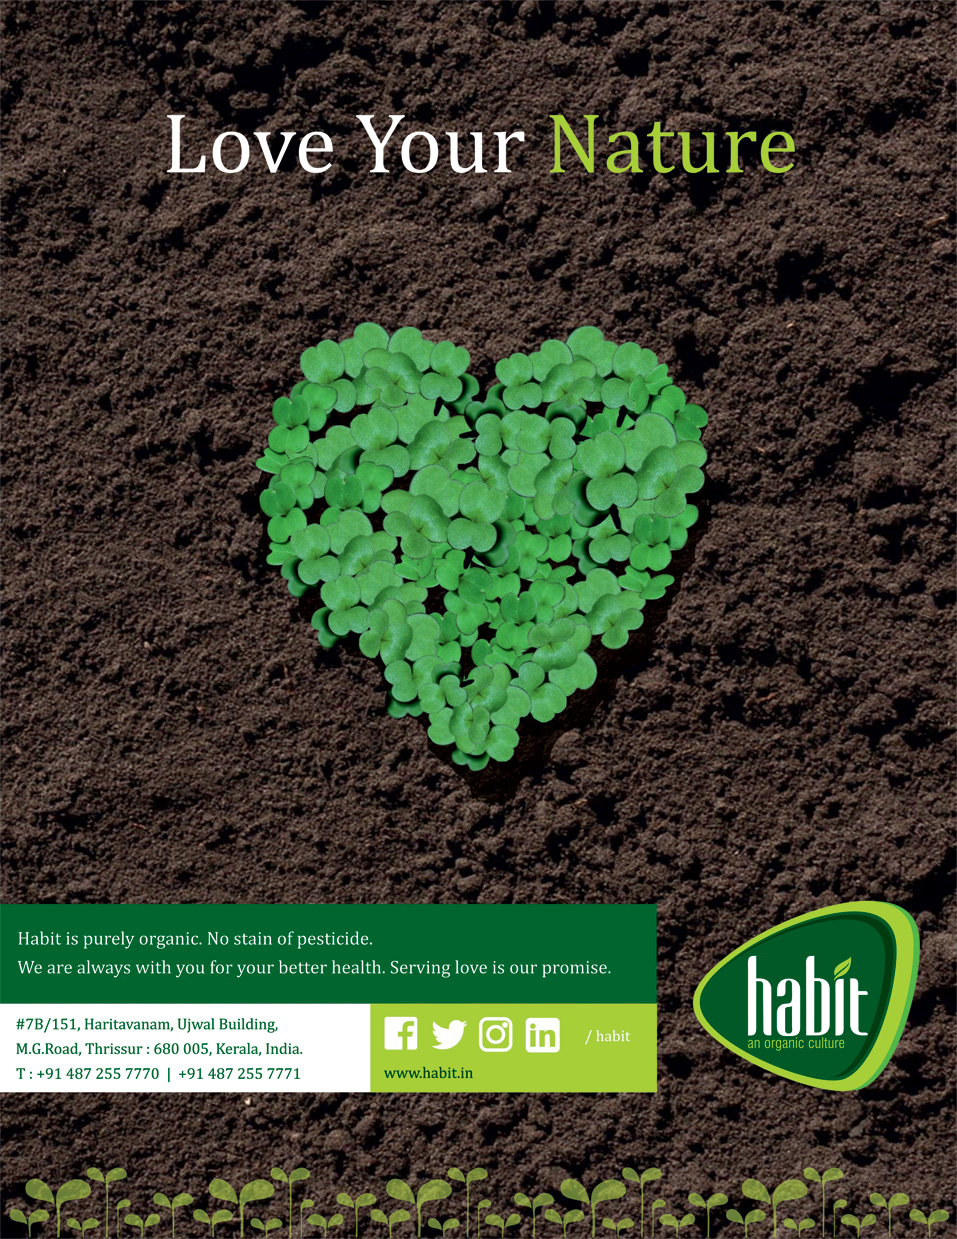 Love Your Nature
Habit is purely organic. No stain of pesticide.
We are always with you for your better health. Serving love is our promise.
#7B/151, Haritavanam, Ujwal Building,
M.G.Road, Thrissur : 680 005, Kerala, India.
T : +91 487 255 7770 | +91 487 255 7771
/ habit
www.habit.in
habit
an organic culture